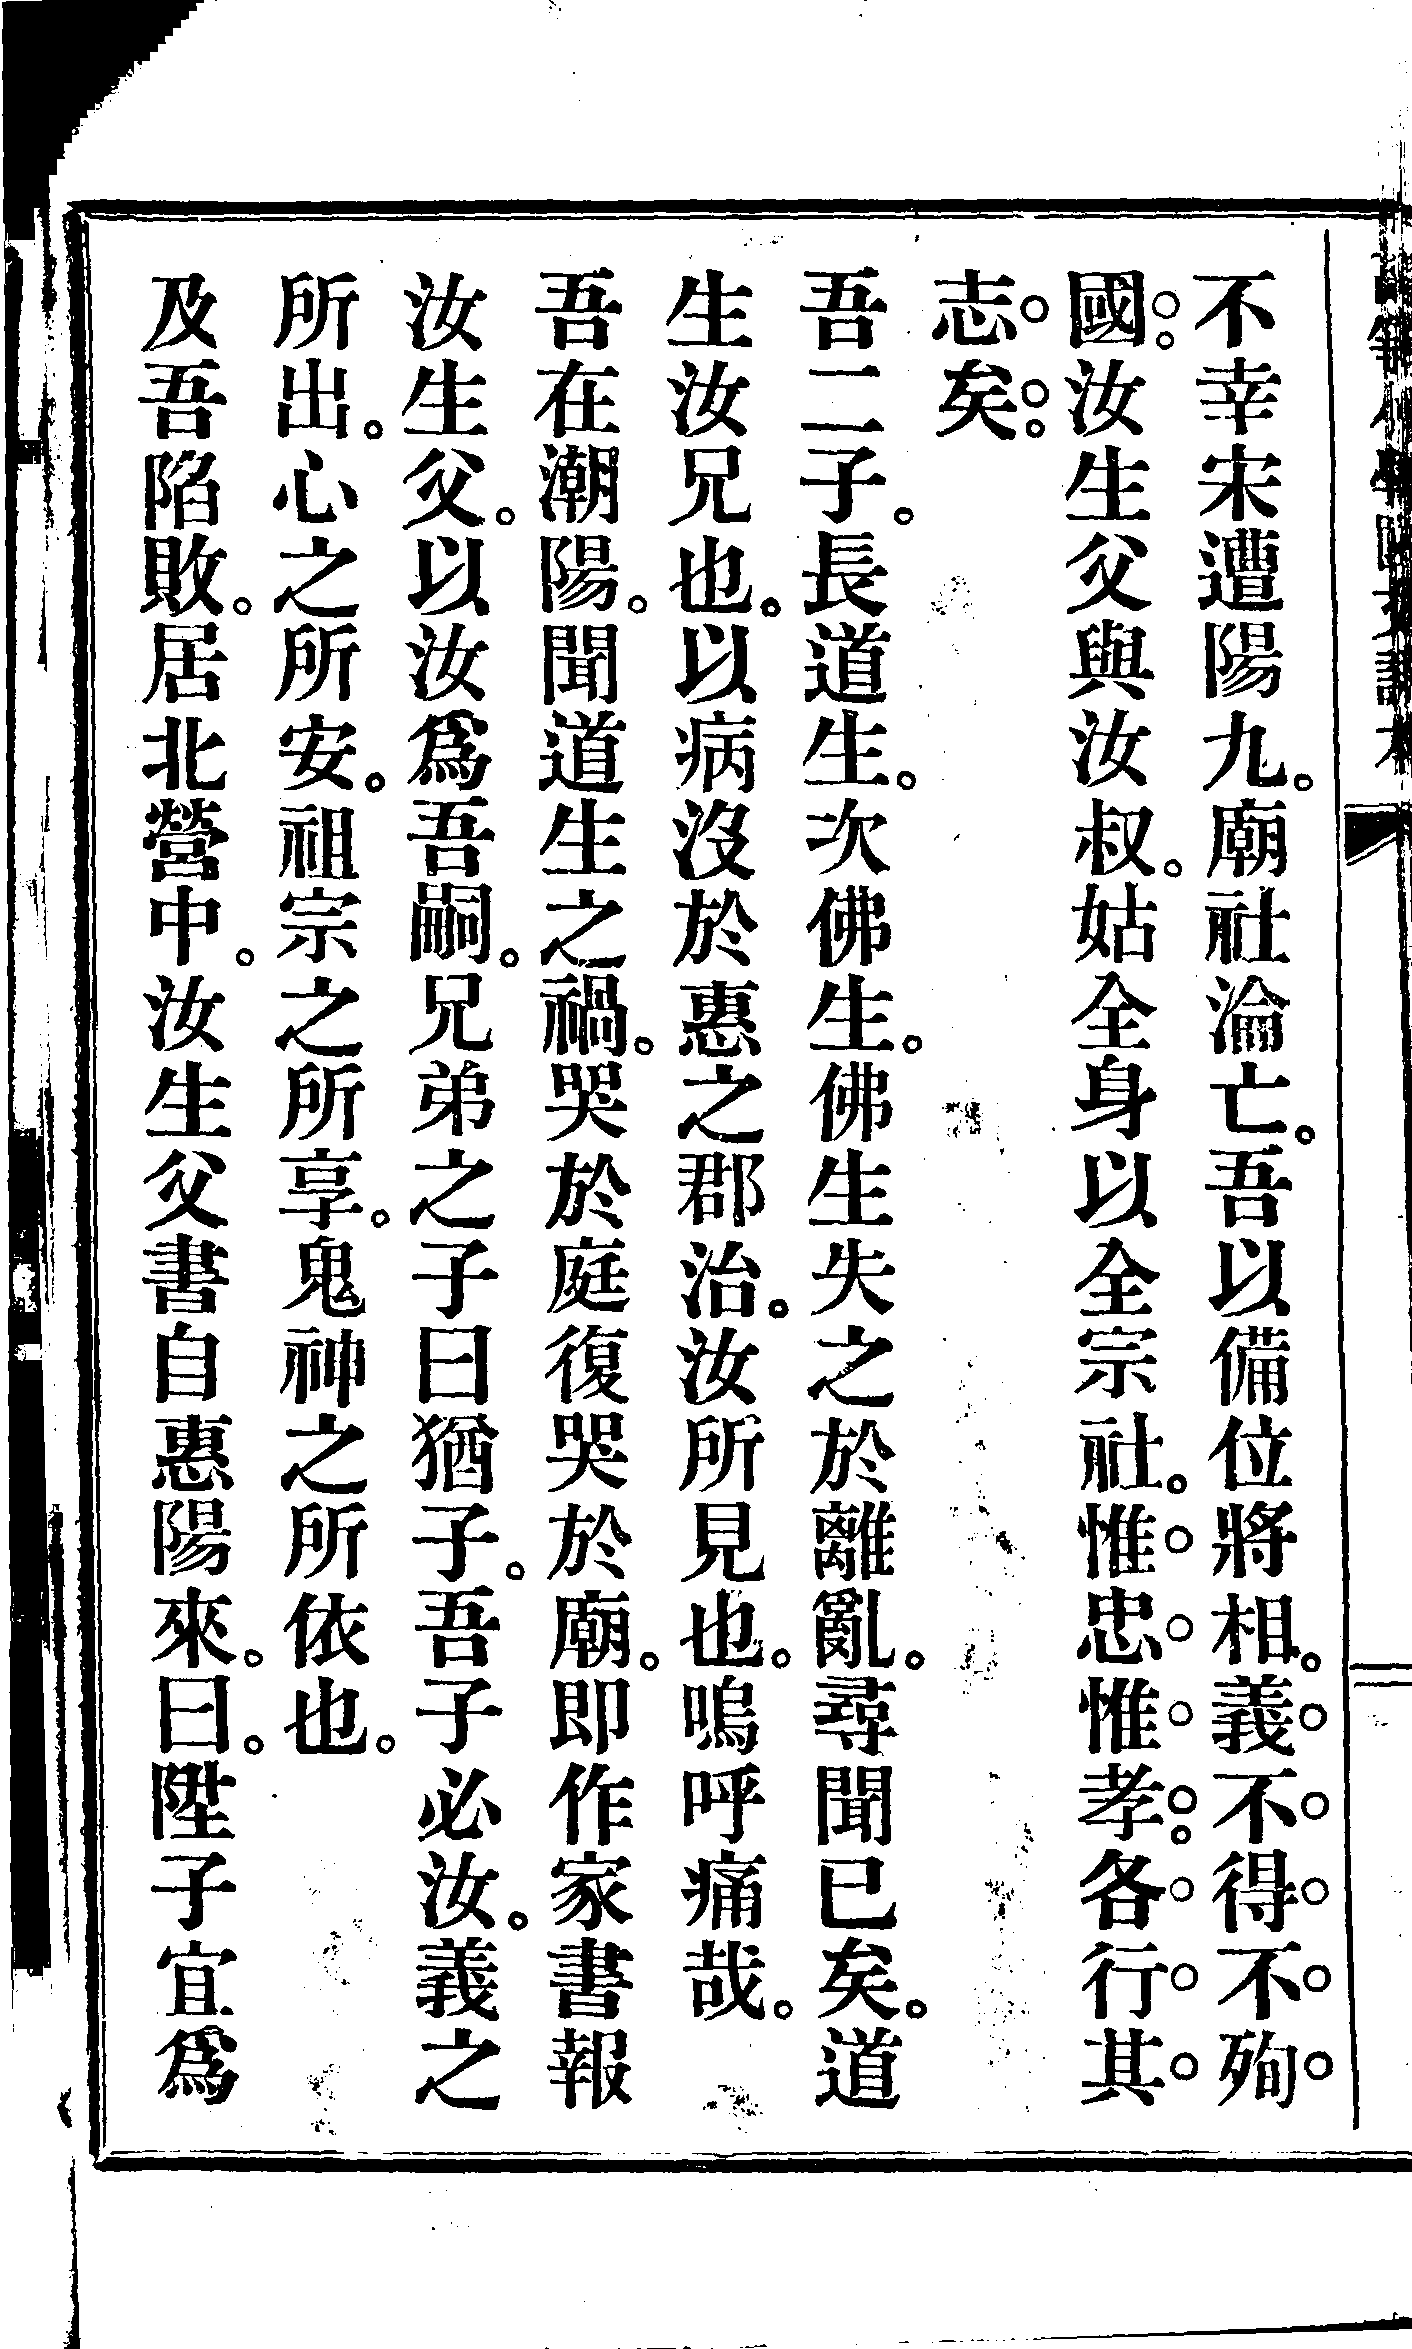 不幸宋遭陽九。廟社淪亡。吾以備位將相。義不得不殉
國。汝生父與汝叔。姑全身以全宗社。惟忠惟孝。各行其
志矣。
吾二子。長道生。次佛生。佛生失之於離亂。尋聞已矣。道
生汝兄也。以病沒於惠之郡治。汝所見也。嗚呼痛哉。
吾在潮陽。聞道生之禍。哭於庭復哭於廟。即作家書報
汝生父。以汝爲吾嗣。兄弟之子曰猶子。吾子必汝。義之
所出。心之所安。祖宗之所享。鬼神之所依也。
及吾陷敗。居北營中。汝生父書自惠陽來。曰。陞子宜爲